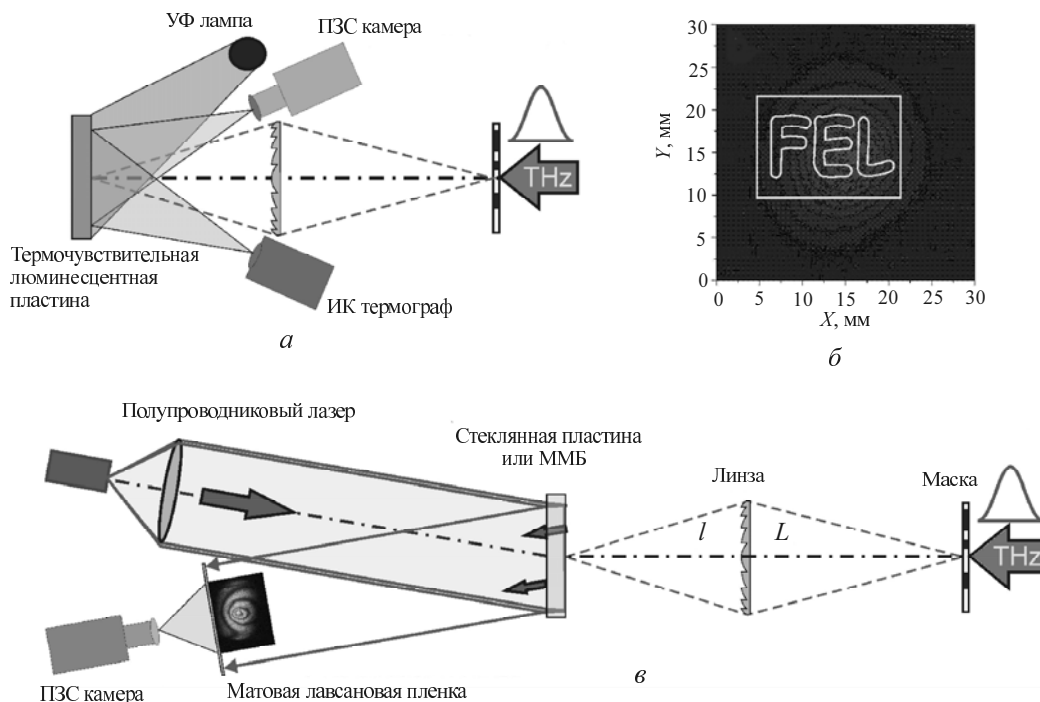 УФ лампа
ПЗС камера
THz
Термочувствительная
люминесцентная
пластина
ИК термограф
а
Y, мм
30
25
20
15
10
5
0
FEL
0 5 10 15 20 25 30
X, мм
б
Полупроводниковый лазер
Стеклянная пластина
или ММБ
Линза
Маска
l
L
THz
ПЗС камера
Матовая лавсановая пленка
в